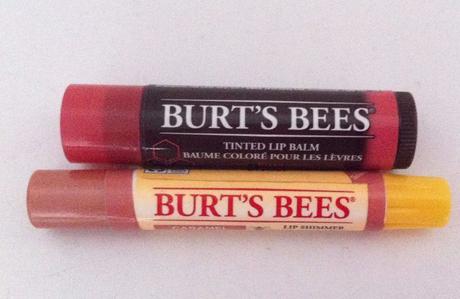 BURT'S BEES®
TINTED LIP BALM
BAUME COLORÉ POUR LES LÈVRES
BURT'S BEES®
CARAMEL LIP SHIMMER